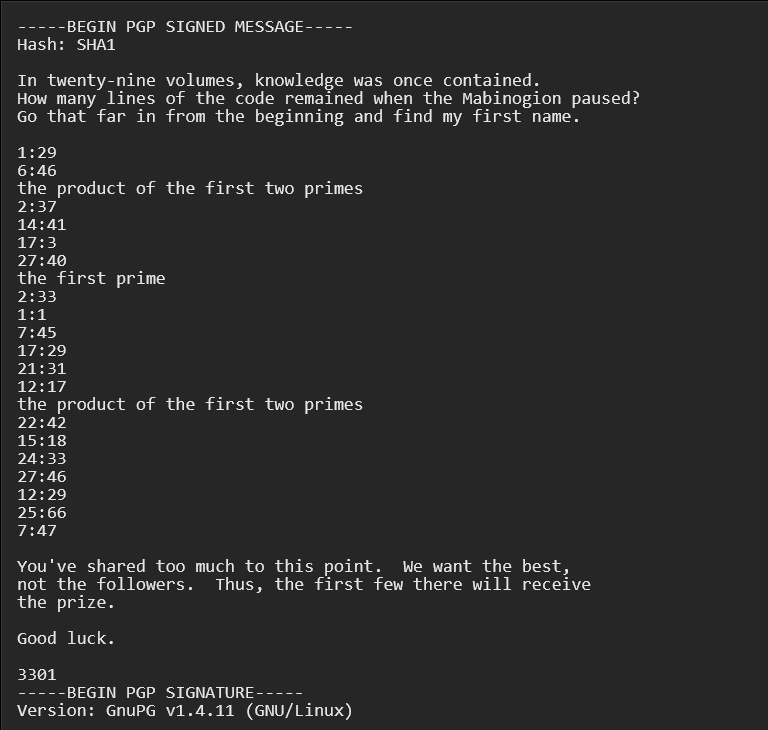 -----BEGIN PGP SIGNED MESSAGE-----
Hash: SHA1
In twenty-nine volumes, knowledge was once contained.
How many lines of the code remained when the Mabinogion paused?
Go that far in from the beginning and find my first name.
1:29
6:46
the product of the first two primes
2:37
14:41
17:3
27:40
the first prime
2:33
1:1
7:45
17:29
21:31
12:17
the product of the first two primes
22:42
15:18
24:33
27:46
12:29
25:66
7:47
You've shared too much to this point.  We want the best,
not the followers.  Thus, the first few there will receive
the prize.
Good luck.
3301
-----BEGIN PGP SIGNATURE-----
Version: GnuPG v1.4.11 (GNU/Linux)